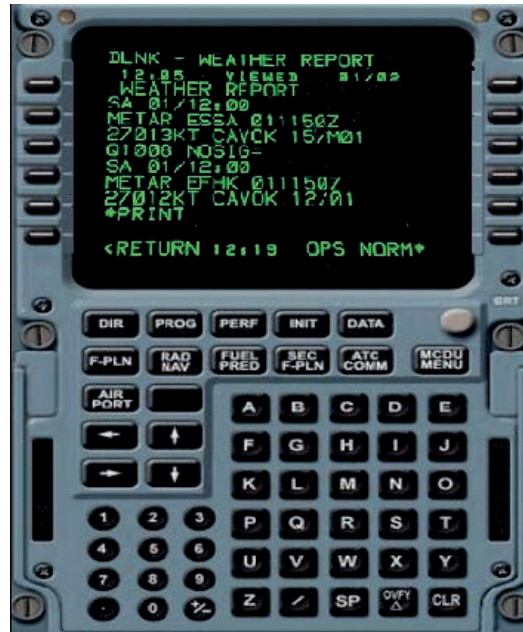 DLNK - WEATHER REPORT
12:05 VIEWED 01/02
WEATHER REPORT
SA 01/12:00
METAR ESSA 011150Z
27013KT CAVOK 15/M01
Q1008 NOSIG=
SA 01/12:00
METAR EFHK 011150Z
27012KT CAVOK 12/01
*PRINT
<RETURN 12:19 OPS NORM*
BRT
DIR PROG PERF INIT DATA
F-PLN RAD NAV FUEL PRED SEC F-PLN ATC COMM MCDU MENU
AIR PORT
A B C D E
F G H I J
K L M N O
1 2 3 P Q R S T
4 5 6 U V W X Y
7 8 9
. 0 +/- Z / SP OVFY Δ CLR